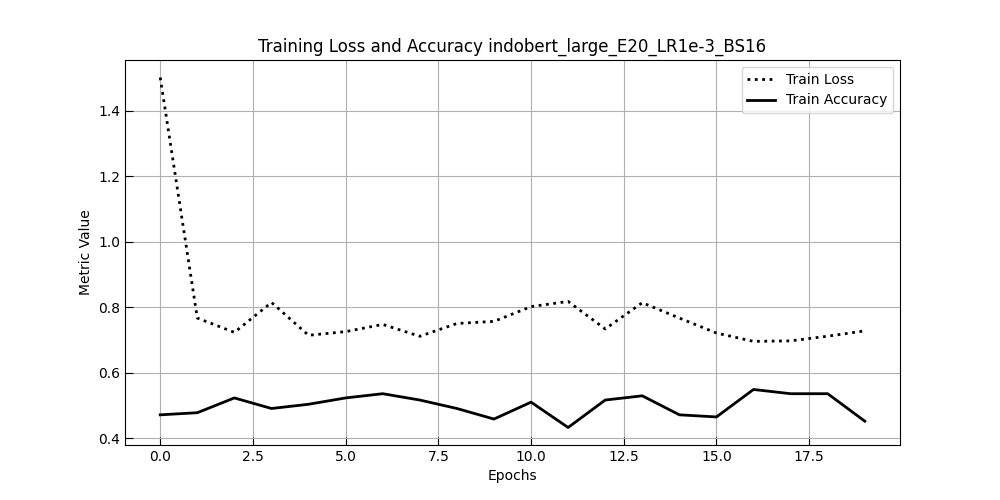 Training Loss and Accuracy indobert_large_E20_LR1e-3_BS16
Train Loss
Train Accuracy
1.4
1.2
1.0
0.8
0.6
0.4
Metric Value
0.0 2.5 5.0 7.5 10.0 12.5 15.0 17.5
Epochs